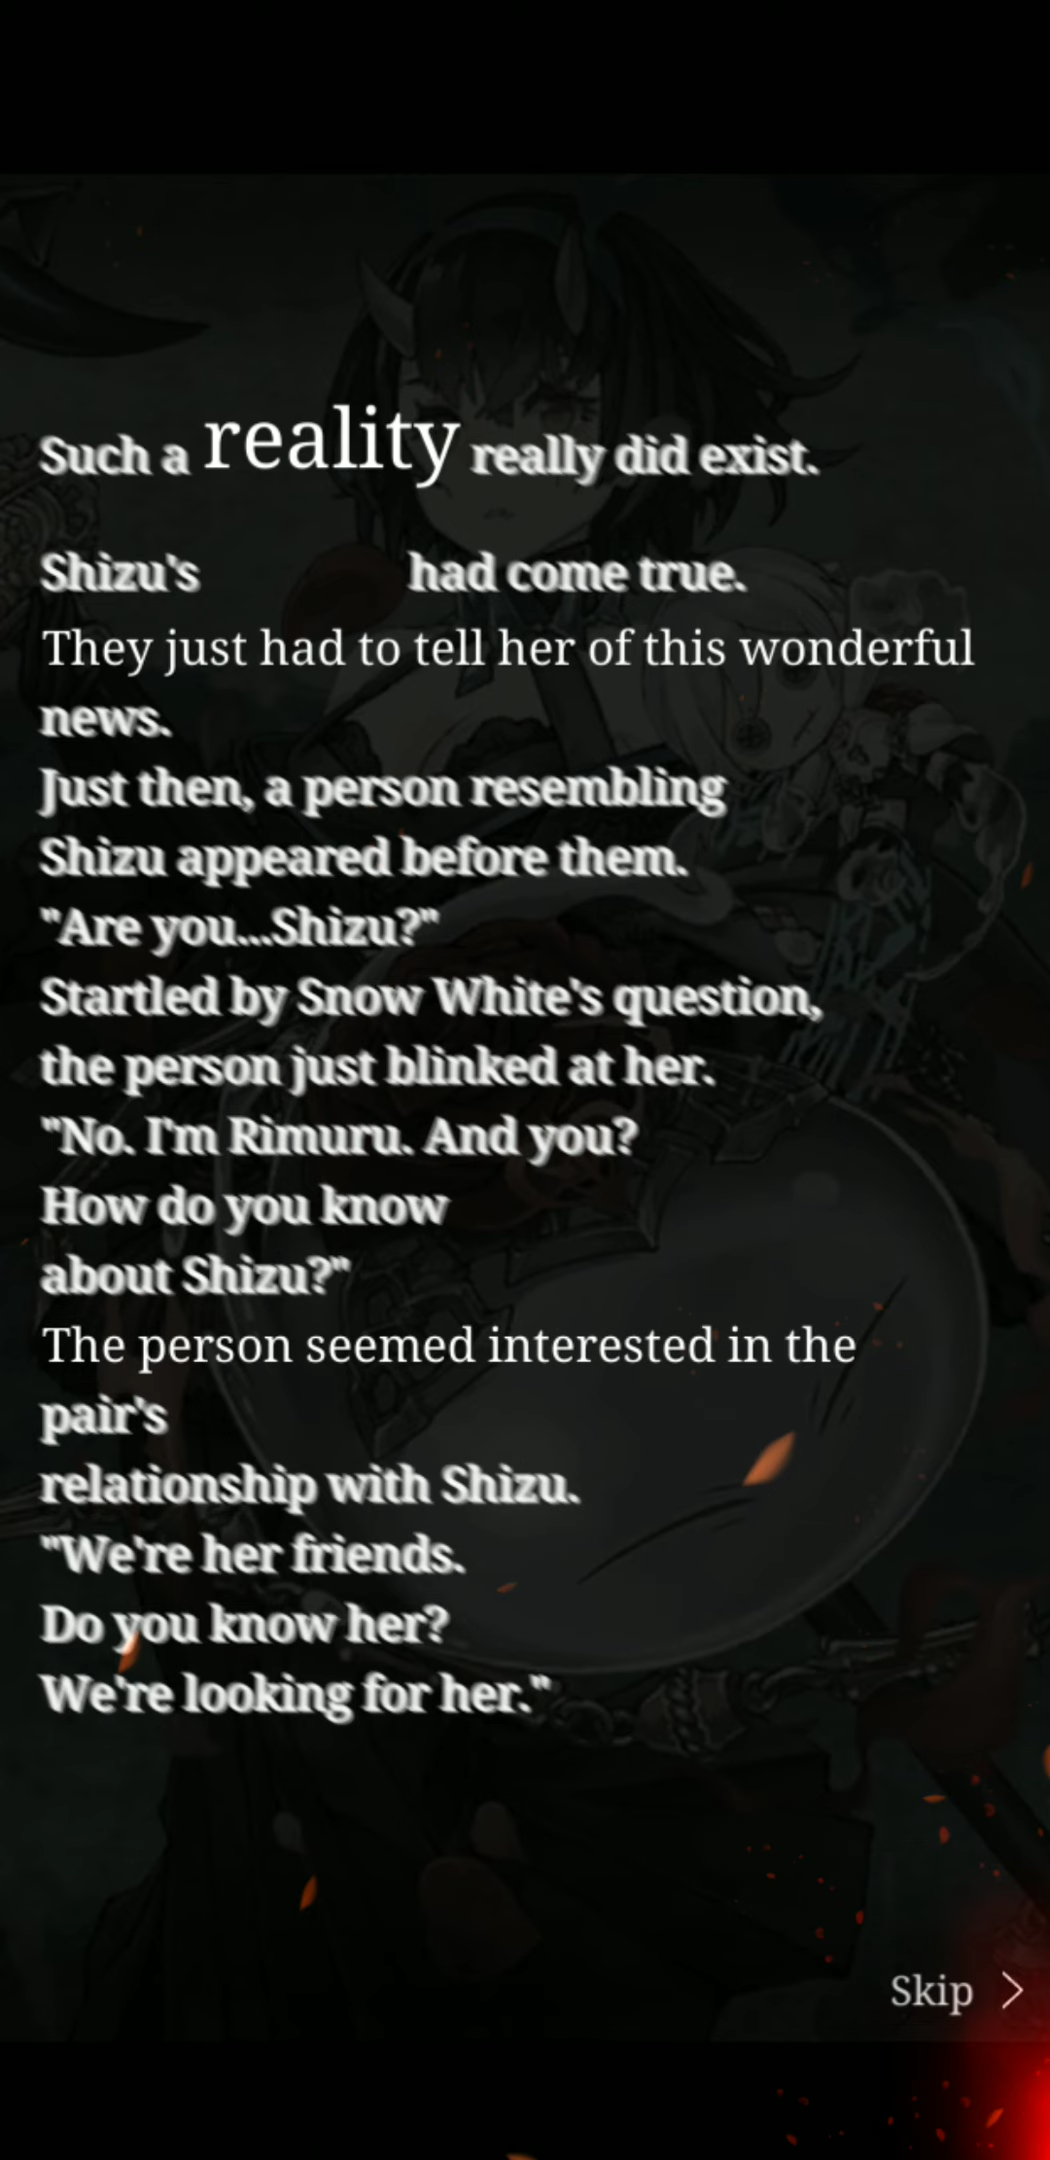 Such a reality really did exist.
Shizu's had come true.
They just had to tell her of this wonderful
news.
Just then, a person resembling
Shizu appeared before them.
"Are you...Shizu?"
Startled by Snow White's question,
the person just blinked at her.
"No. I'm Rimuru. And you?
How do you know
about Shizu?"
The person seemed interested in the
pair's
relationship with Shizu.
"We're her friends.
Do you know her?
We're looking for her."
Skip